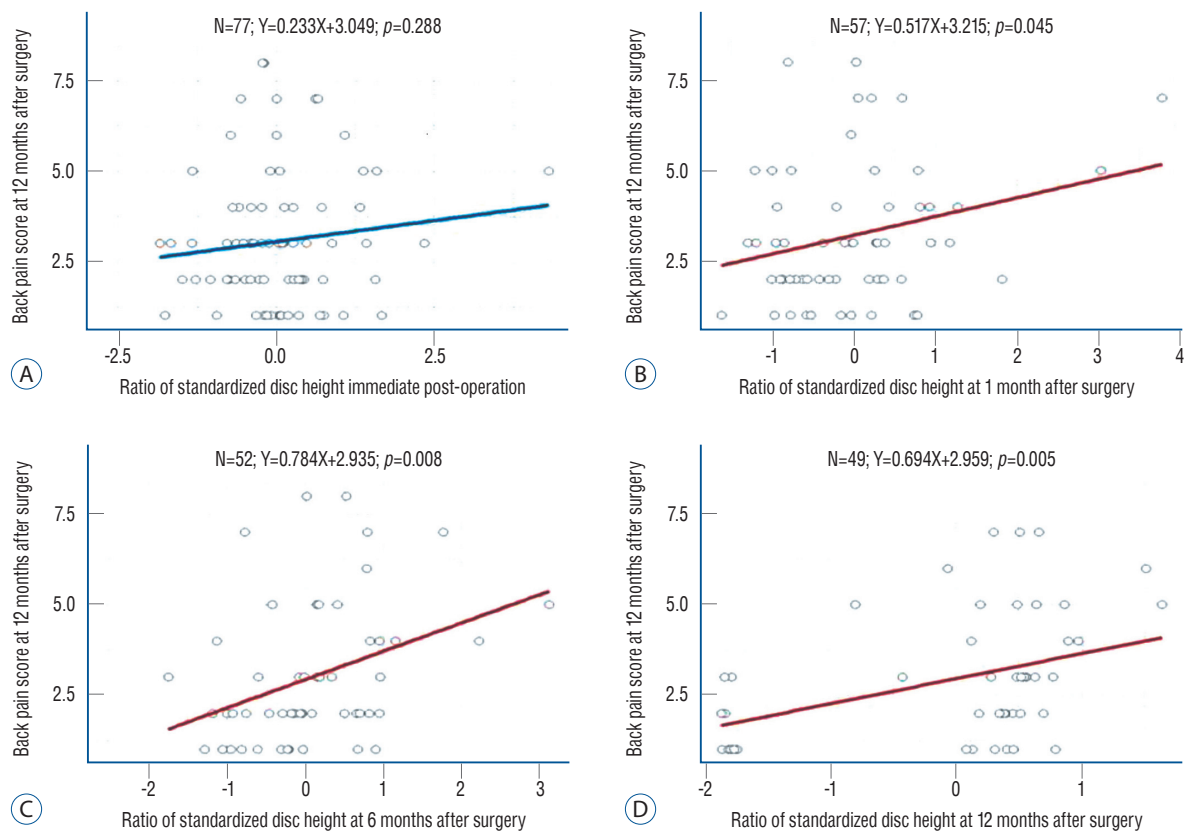 N=77; Y=0.233X+3.049; p=0.288
Back pain score at 12 months after surgery
7.5
5.0
2.5
-2.5
0.0
2.5
Ratio of standardized disc height immediate post-operation
A
N=57; Y=0.517X+3.215; p=0.045
Back pain score at 12 months after surgery
7.5
5.0
2.5
-1
0
1
2
3
4
Ratio of standardized disc height at 1 month after surgery
B
N=52; Y=0.784X+2.935; p=0.008
Back pain score at 12 months after surgery
7.5
5.0
2.5
-2
-1
0
1
2
3
Ratio of standardized disc height at 6 months after surgery
C
N=49; Y=0.694X+2.959; p=0.005
Back pain score at 12 months after surgery
7.5
5.0
2.5
-2
-1
0
1
Ratio of standardized disc height at 12 months after surgery
D